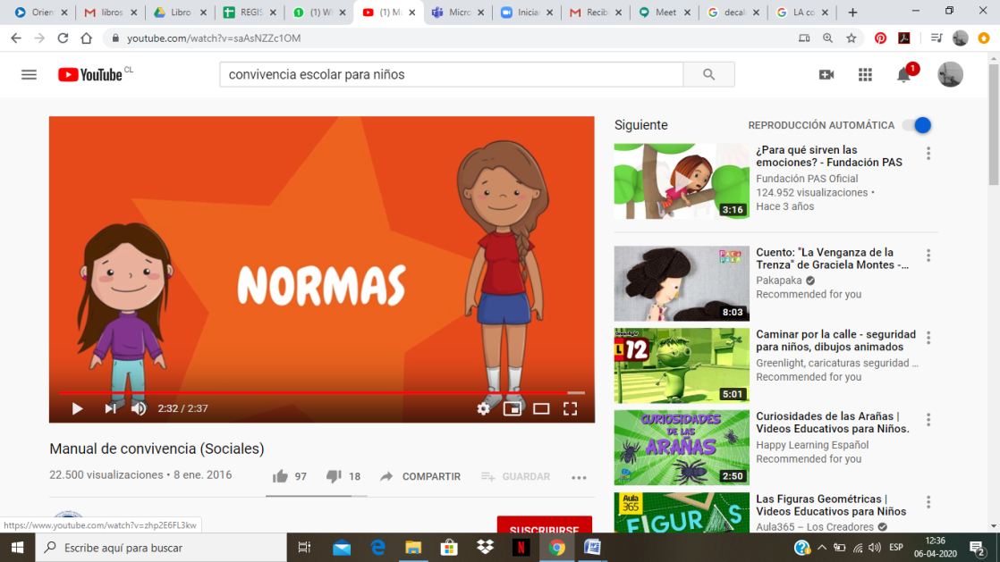 Orien
M libros
Libro
REGIS
(1) W
(1) M
Micro
Inicia
Recib
Meet
decal
LA co
youtube.com/watch?v=saAsNZZc1OM
YouTube CL
convivencia escolar para niños
1
NORMAS
2:32 / 2:37
Manual de convivencia (Sociales)
22.500 visualizaciones • 8 ene. 2016
97
18
COMPARTIR
GUARDAR
SUSCRIBIRSE
Siguiente
REPRODUCCIÓN AUTOMÁTICA
3:16
¿Para qué sirven las
emociones? - Fundación PAS
Fundación PAS Oficial
124.952 visualizaciones •
Hace 3 años
PAKA PAKA
8:03
Cuento: "La Venganza de la
Trenza" de Graciela Montes -...
Pakapaka
Recommended for you
Greenlight
L 12
5:01
Caminar por la calle - seguridad
para niños, dibujos animados
Greenlight, caricaturas seguridad ...
Recommended for you
CURIOSIDADES
DE LAS
ARAÑAS
2:50
Curiosidades de las Arañas |
Videos Educativos para Niños.
Happy Learning Español
Recommended for you
Aula
365
FIGURAS
Las Figuras Geométricas |
Videos Educativos para Niños
Aula365 – Los Creadores
https://www.youtube.com/watch?v=zhp2E6FL3kw
Escribe aquí para buscar
ESP
12:36
06-04-2020
2